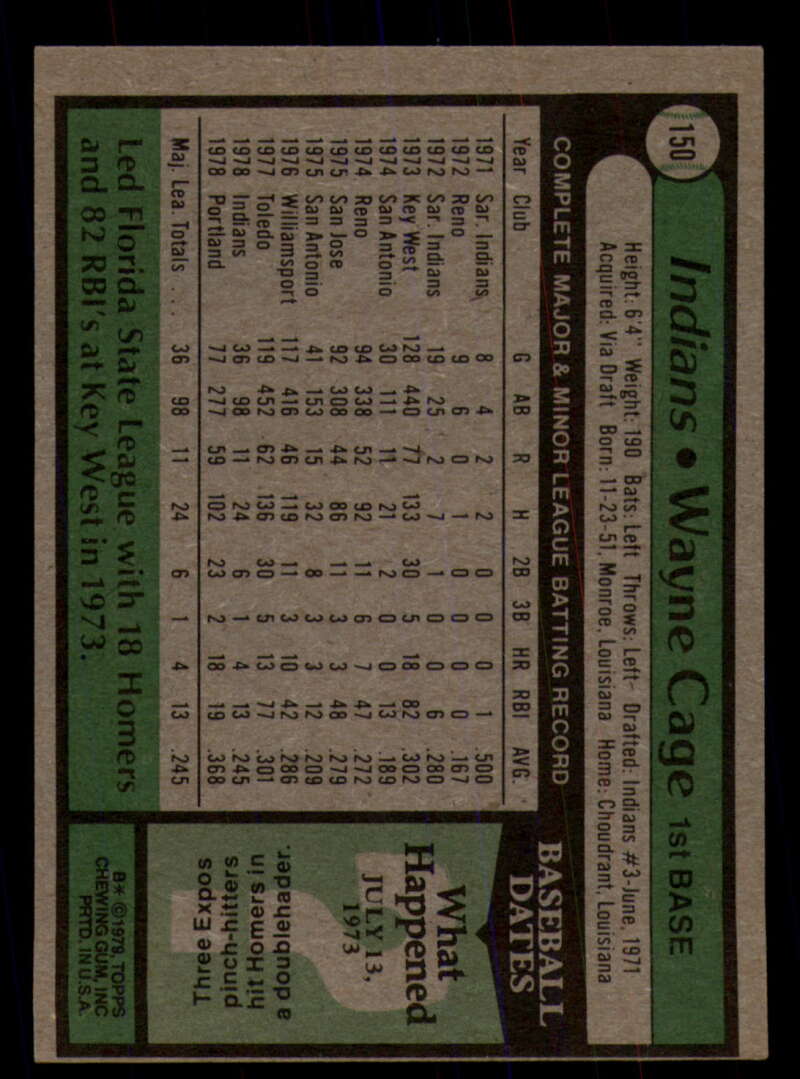 150
Indians • Wayne Cage 1st BASE
Height: 6'4" Weight: 190 Bats: Left Throws: Left- Drafted: Indians #3-June, 1971
Acquired: Via Draft Born: 11-23-51, Monroe, Louisiana Home: Choudrant, Louisiana
COMPLETE MAJOR & MINOR LEAGUE BATTING RECORD
Year Club G AB R H 2B 3B HR RBI AVG.
1971 Sar. Indians 8 4 2 2 0 0 0 1 .500
1972 Reno 9 6 0 1 0 0 0 0 .167
1972 Sar. Indians 19 25 2 7 1 0 0 6 .280
1973 Key West 128 440 77 133 30 5 18 82 .302
1974 San Antonio 30 111 11 21 2 0 0 13 .189
1974 Reno 94 338 52 92 11 6 7 47 .272
1975 San Jose 92 308 44 86 11 3 3 48 .279
1975 San Antonio 41 153 15 32 8 3 3 12 .209
1976 Williamsport 117 416 46 119 11 3 10 42 .286
1977 Toledo 119 452 62 136 30 5 13 77 .301
1978 Indians 36 98 11 24 6 1 4 13 .245
1978 Portland 77 277 59 102 23 2 18 19 .368
Maj. Lea. Totals . . . 36 98 11 24 6 1 4 13 .245
Led Florida State League with 18 Homers
and 82 RBI's at Key West in 1973.
BASEBALL
DATES
What
Happened
JULY 13,
1973
Three Expos
pinch-hitters
hit Homers in
a doubleheader.
B* ©1979, TOPPS
CHEWING GUM, INC
PRTD. IN U.S.A.